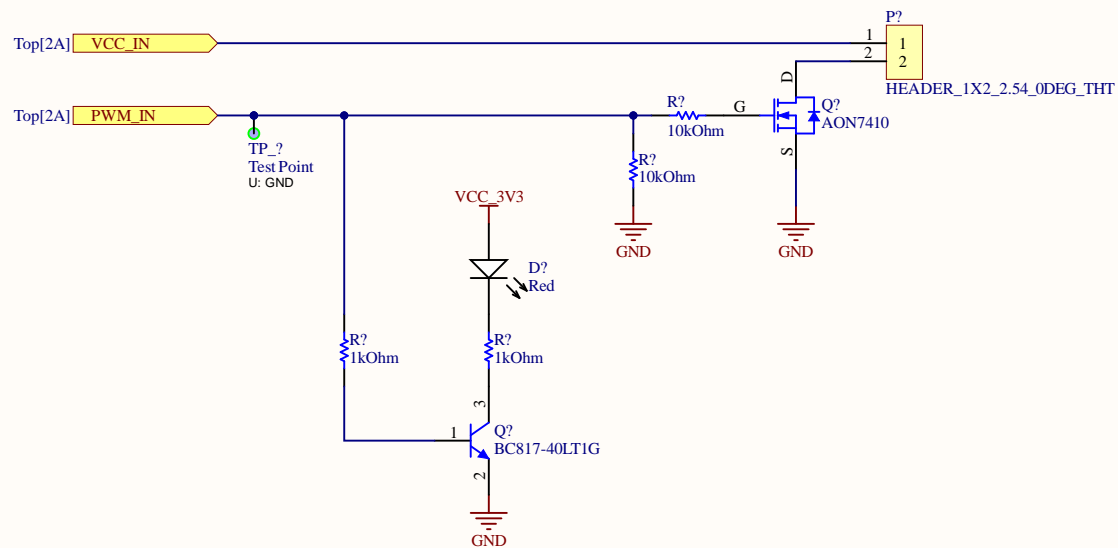 P?
Top[2A] VCC_IN 1 1
2 2
HEADER_1X2_2.54_0DEG_THT
D
Top[2A] PWM_IN
R?
10kOhm
G
Q?
AON7410
S
TP_?
Test Point
U: GND
R?
10kOhm
GND
GND
VCC_3V3
D?
Red
R?
1kOhm
R?
1kOhm
3
1
Q?
BC817-40LT1G
2
GND